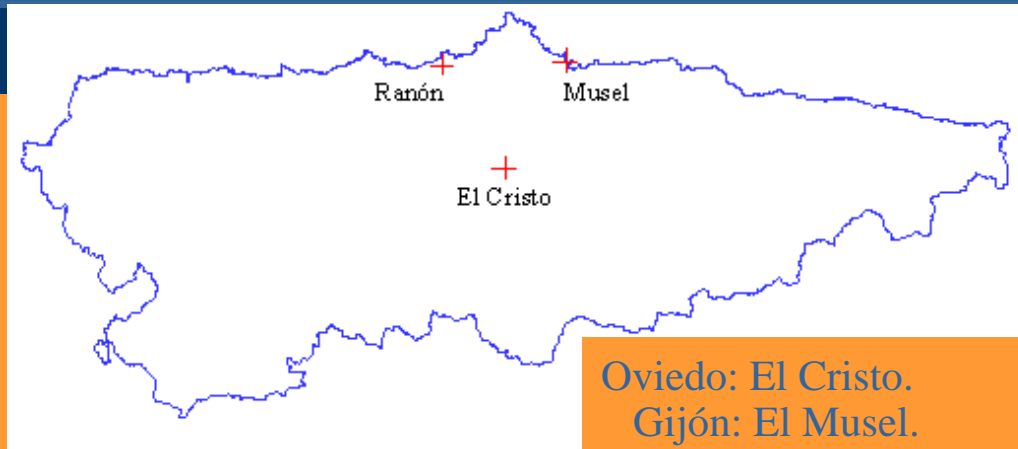 Ranón
Musel
El Cristo
Oviedo: El Cristo.
Gijón: El Musel.